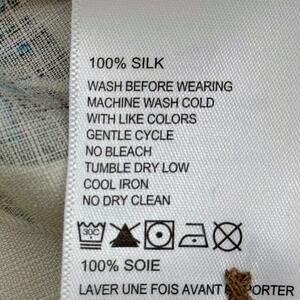 100% SILK
WASH BEFORE WEARING
MACHINE WASH COLD
WITH LIKE COLORS
GENTLE CYCLE
NO BLEACH
TUMBLE DRY LOW
COOL IRON
NO DRY CLEAN
30C
100% SOIE
LAVER UNE FOIS AVANT PORTER